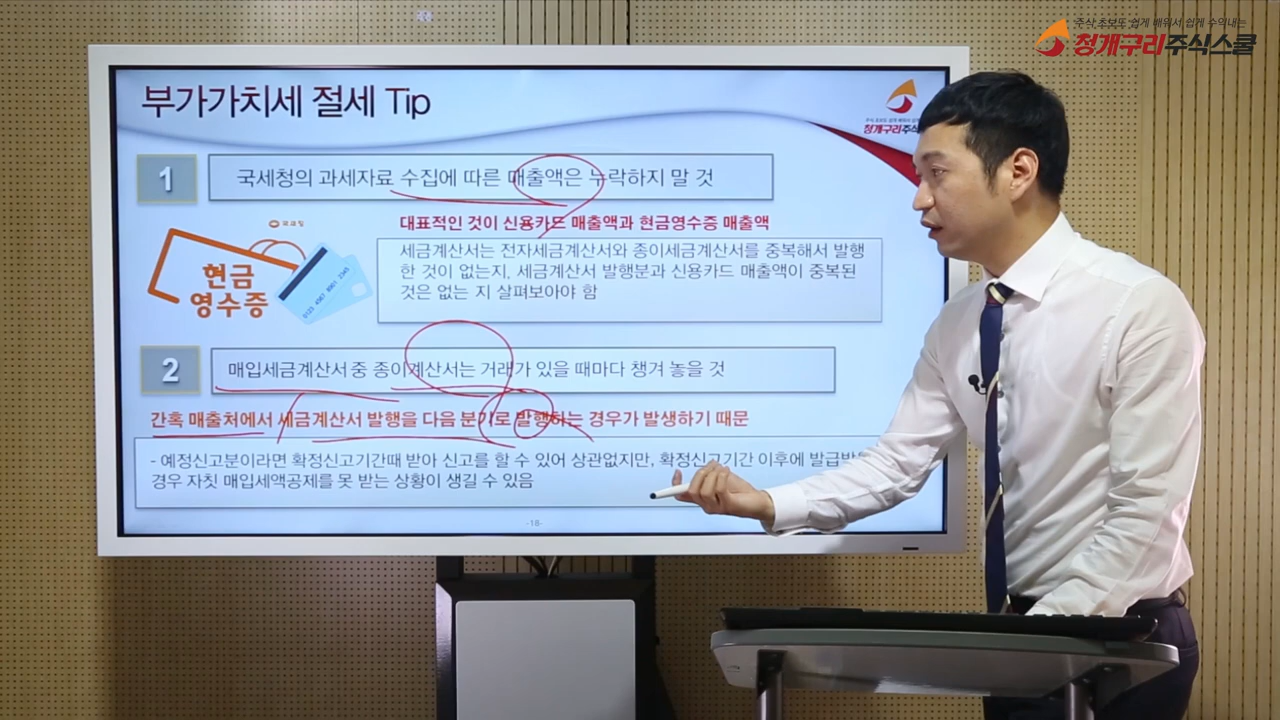 주식 초보도 쉽게 배워서 쉽게 수익내는
청개구리주식스쿨
부가가치세 절세 Tip
청개구리주식
1
국세청의 과세자료 수집에 따른 매출액은 누락하지 말 것
대표적인 것이 신용카드 매출액과 현금영수증 매출액
현금
영수증
세금계산서는 전자세금계산서와 종이세금계산서를 중복해서 발행
한 것이 없는지, 세금계산서 발행분과 신용카드 매출액이 중복된
것은 없는 지 살펴보아야 함
2
매입세금계산서 중 종이계산서는 거래가 있을 때마다 챙겨 놓을 것
간혹 매출처에서 세금계산서 발행을 다음 분기로 발행하는 경우가 발생하기 때문
- 예정신고분이라면 확정신고기간때 받아 신고를 할 수 있어 상관없지만, 확정신고기간 이후에 발급받
경우 자칫 매입세액공제를 못 받는 상황이 생길 수 있음
-18-